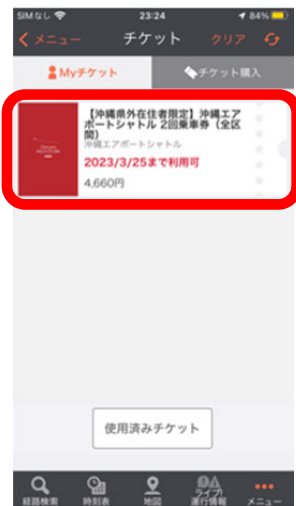 SIMなし 23:24 84%
メニュー チケット クリア
Myチケット チケット購入
【沖縄県外在住者限定】沖縄エア
ポートシャトル 2回乗車券（全区
間）
沖縄エアポートシャトル
2023/3/25まで利用可
4,660円
使用済みチケット
経路検索 時刻表 地図 ライブ! 運行情報 メニュー